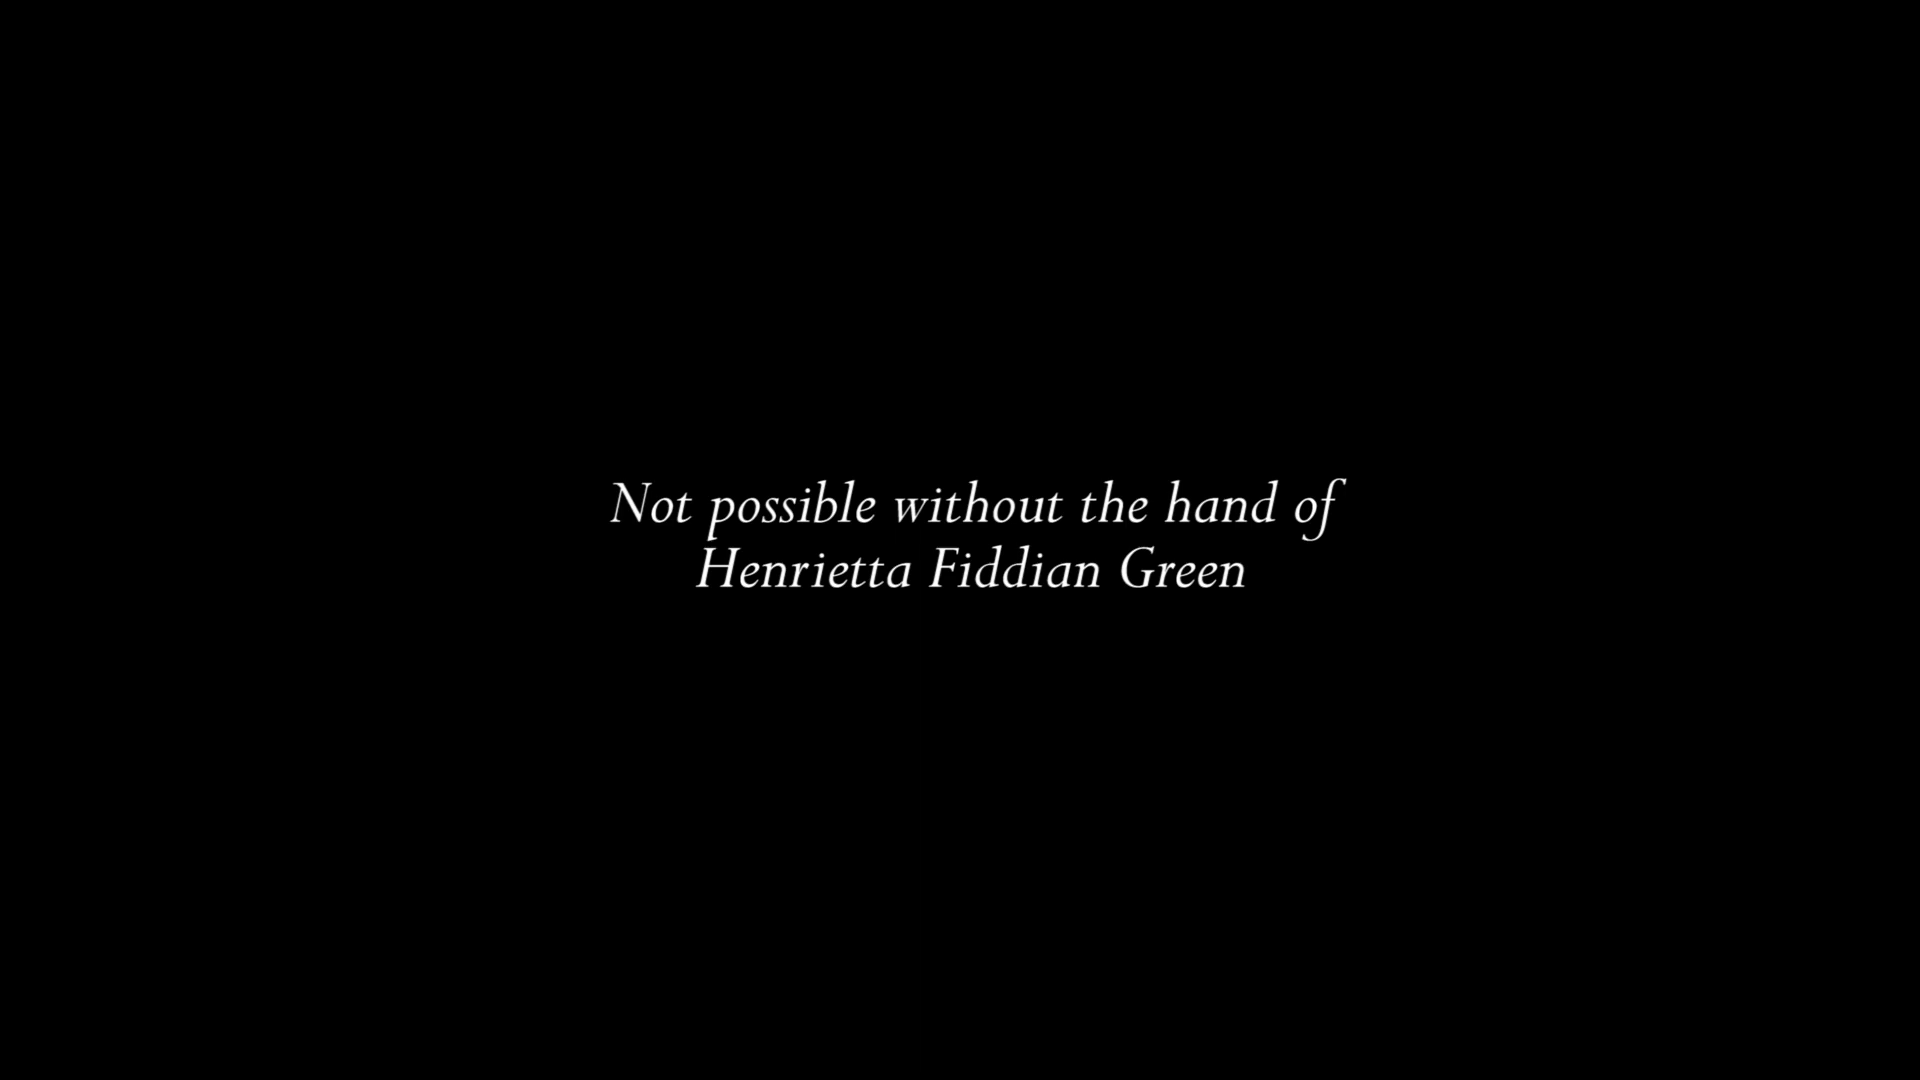 Not possible without the hand of
Henrietta Fiddian Green